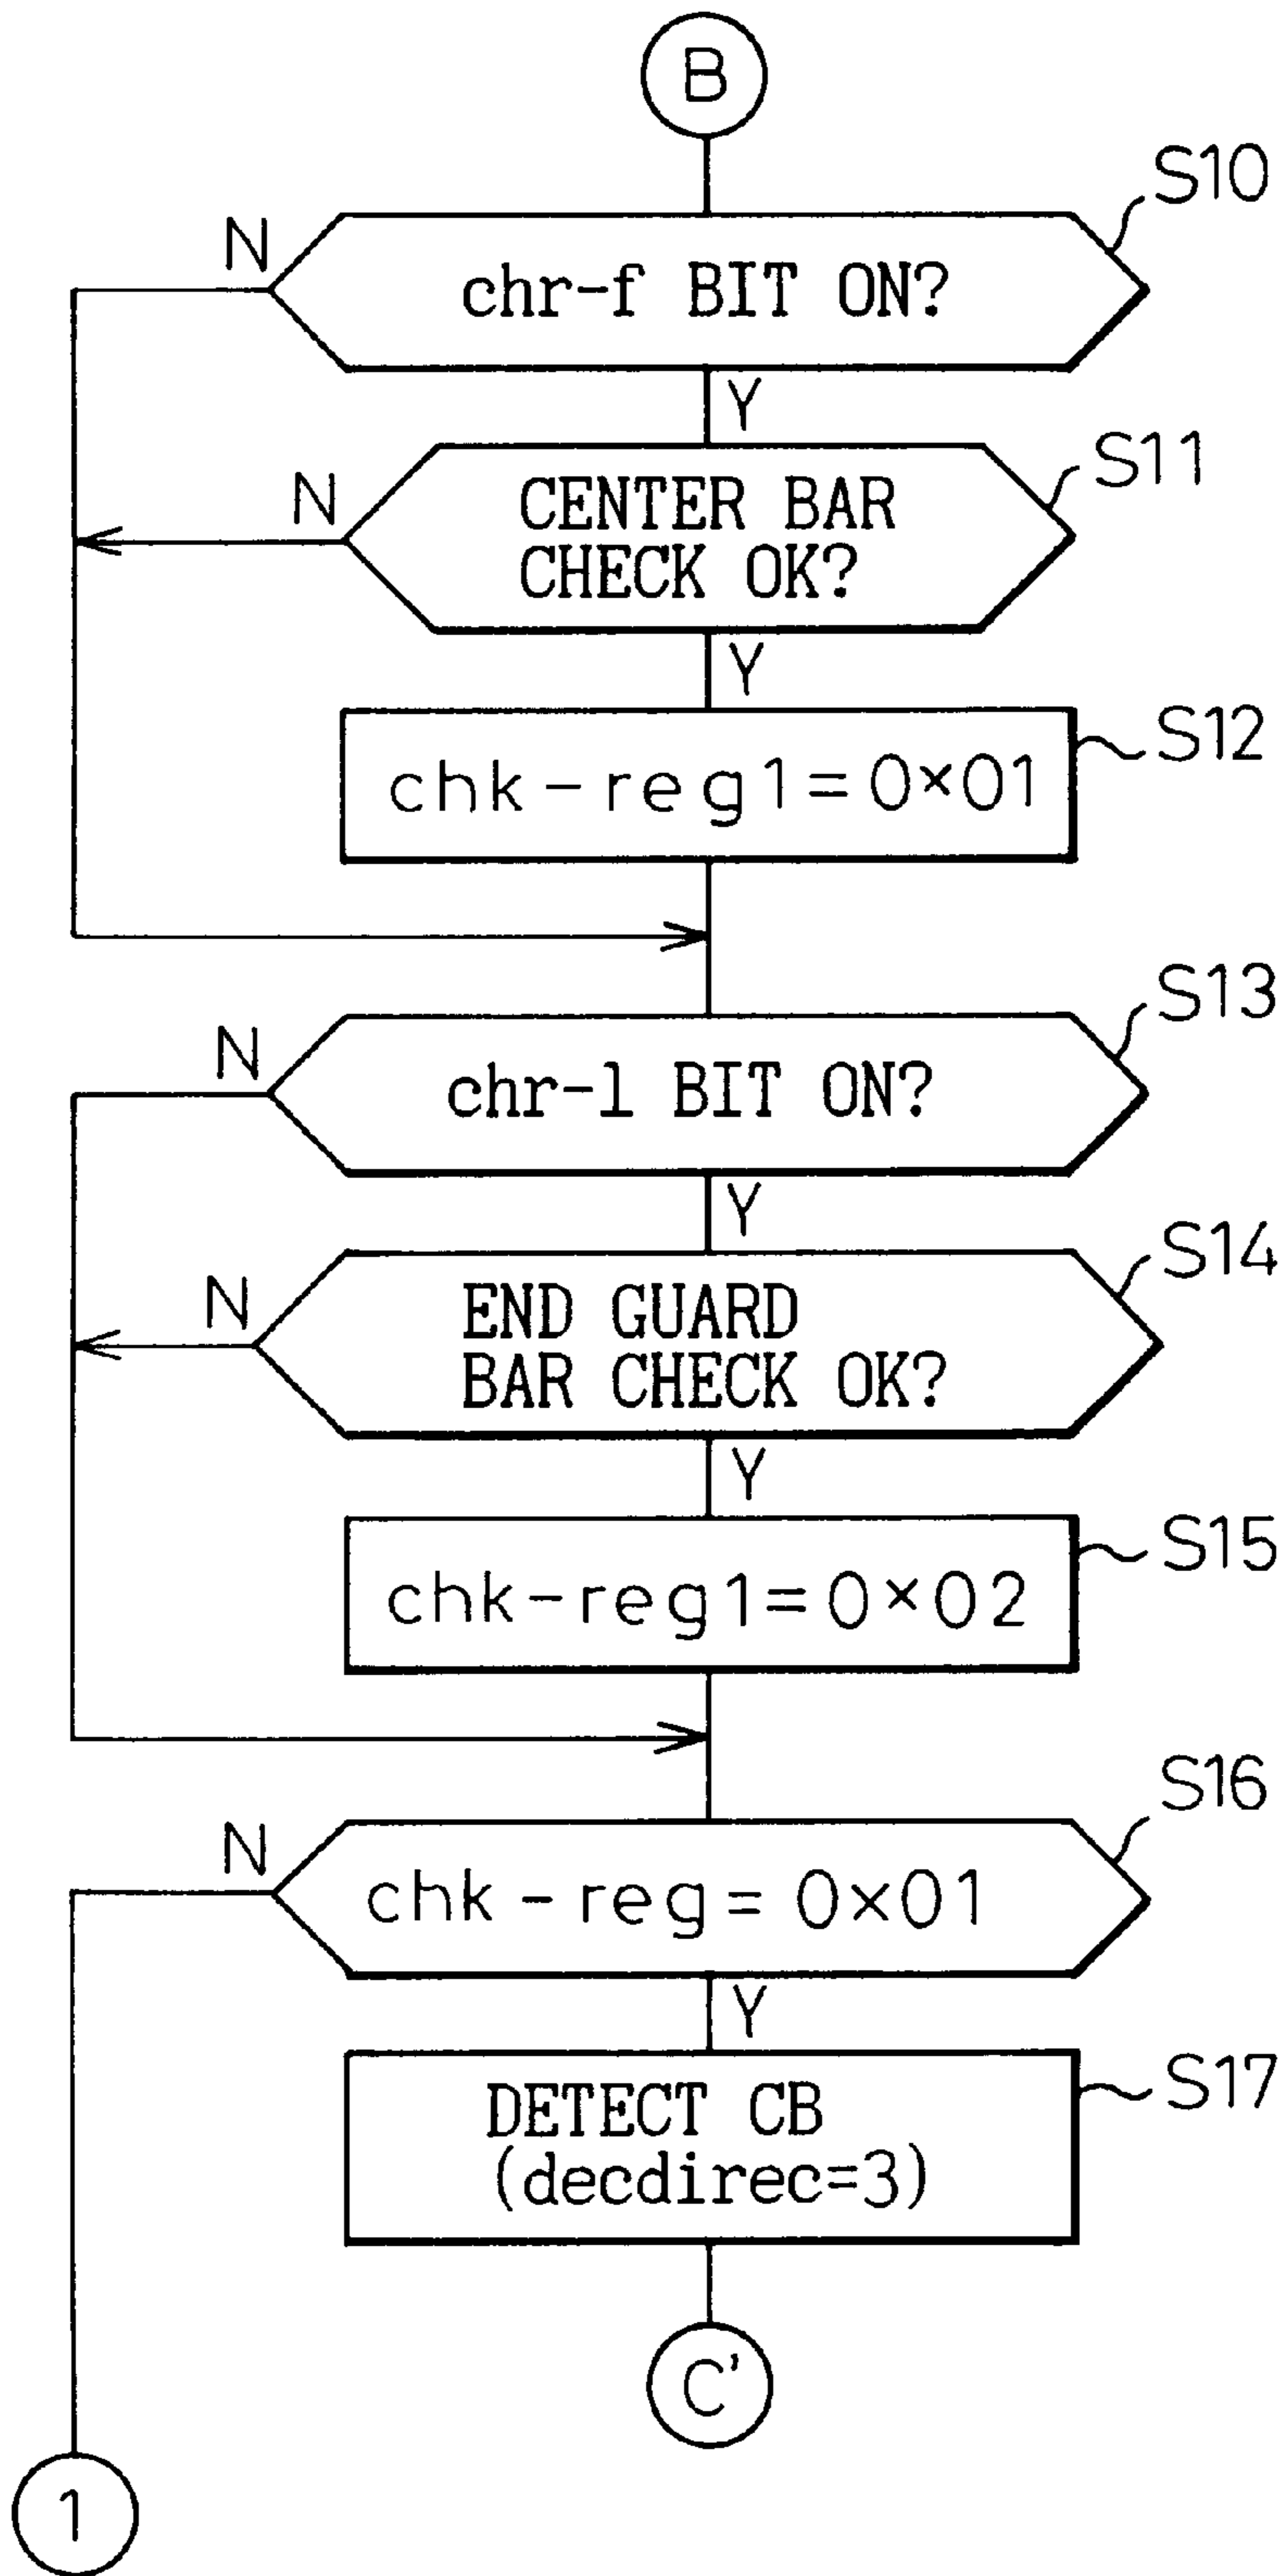 B
S10
N
chr-f BIT ON?
Y
S11
N
CENTER BAR
CHECK OK?
Y
S12
chk-reg1=0×01
S13
N
chr-l BIT ON?
Y
S14
N
END GUARD
BAR CHECK OK?
Y
S15
chk-reg1=0×02
S16
N
chk-reg=0×01
Y
S17
DETECT CB
(decdirec=3)
C'
1